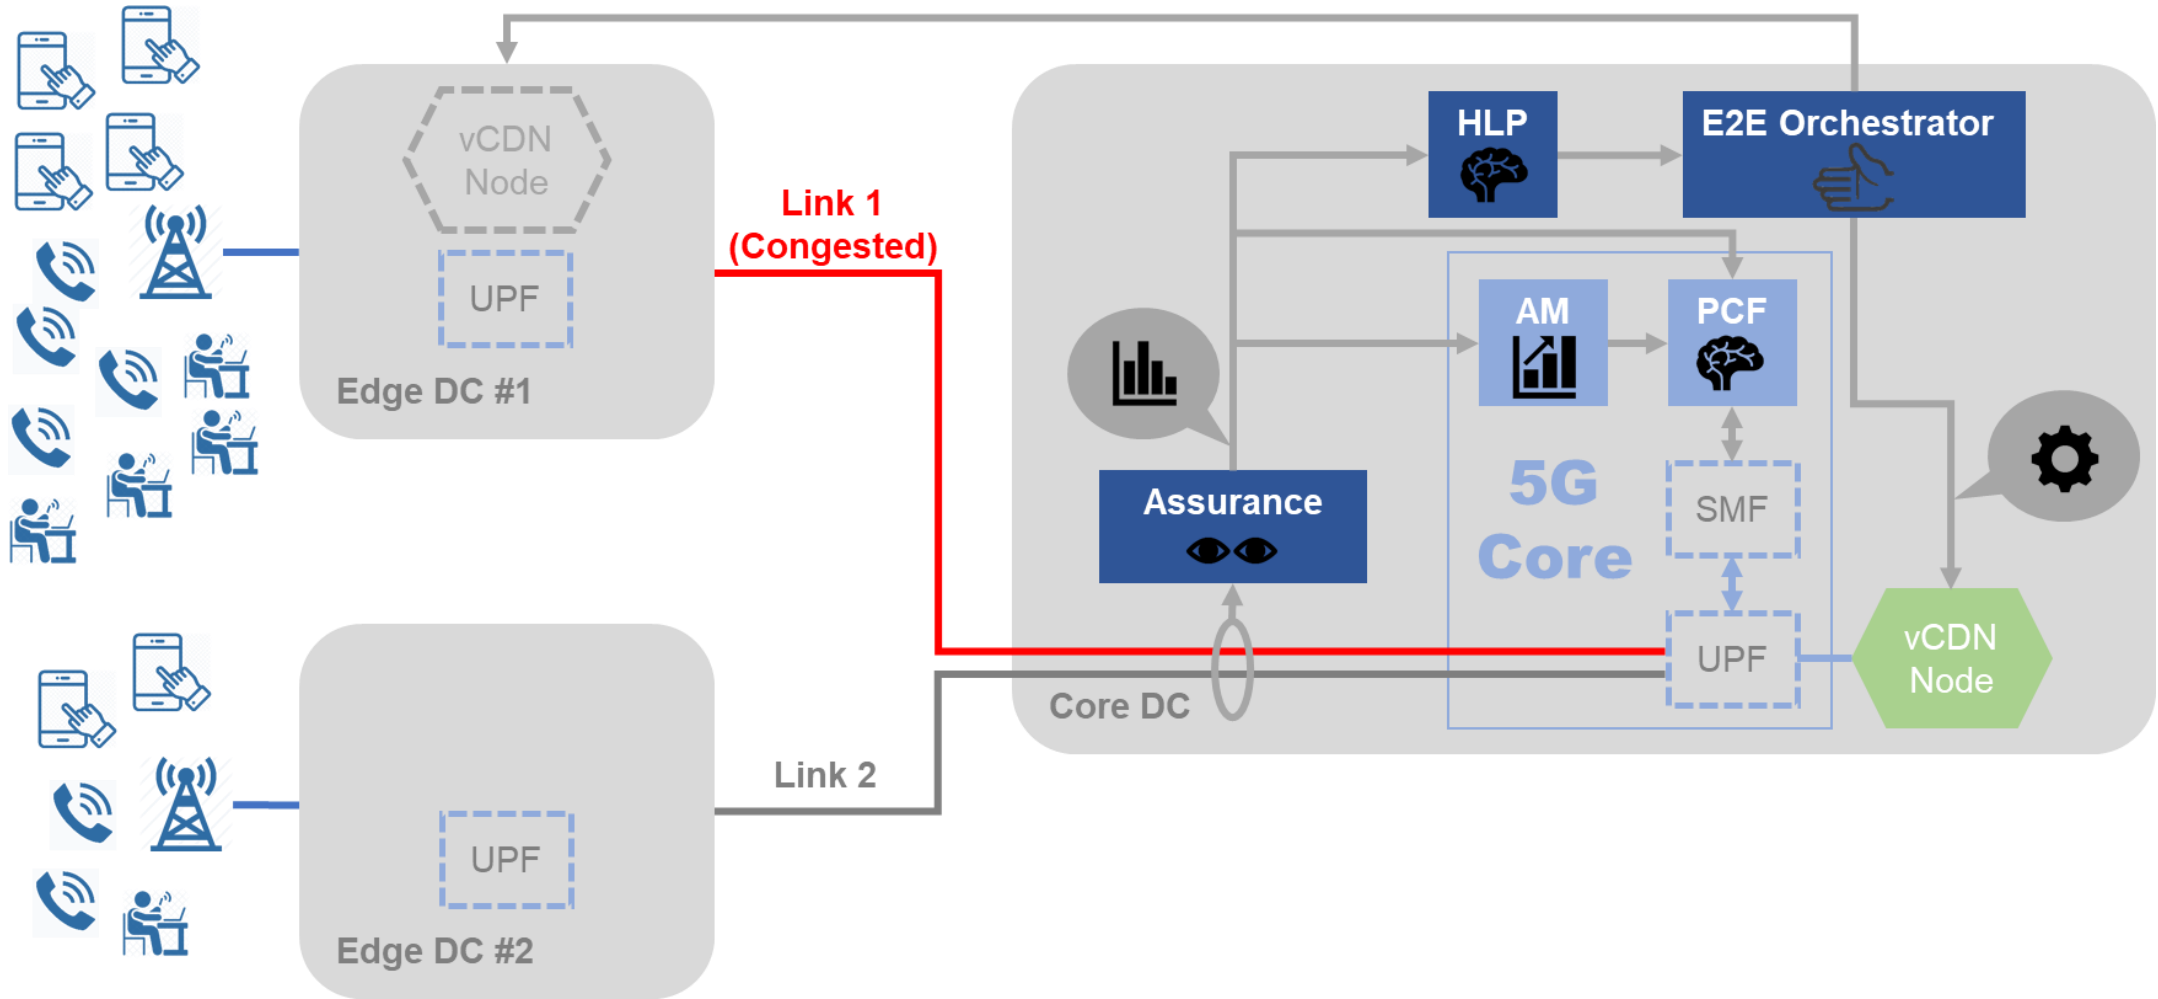 vCDN
Node
UPF
Edge DC #1
Link 1
(Congested)
HLP
E2E Orchestrator
AM
PCF
Assurance
5G
Core
SMF
UPF
vCDN
Node
Core DC
Link 2
UPF
Edge DC #2